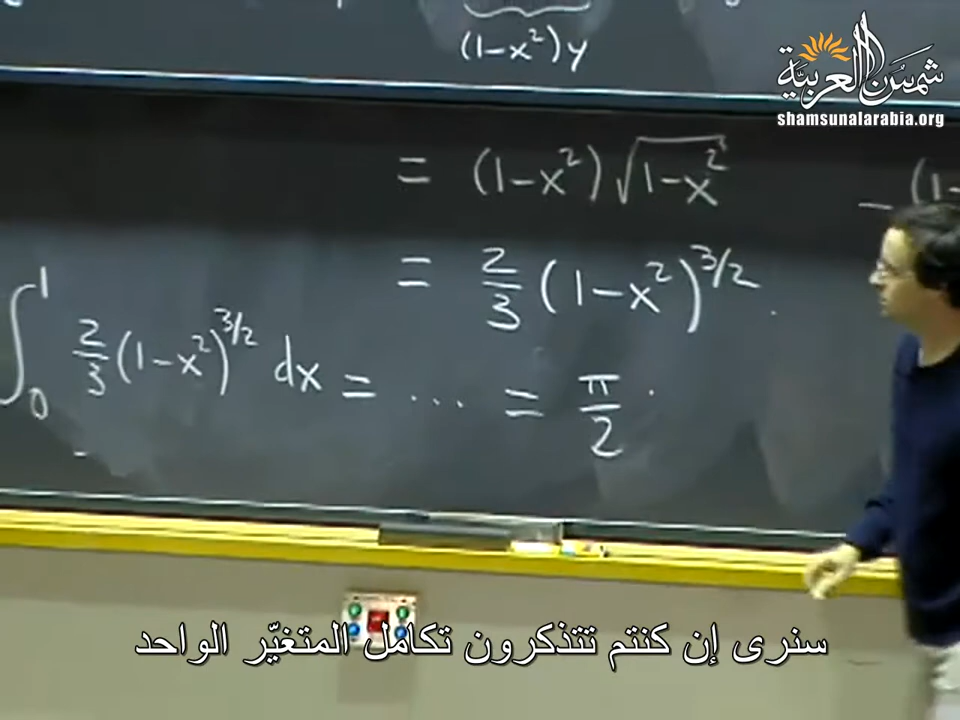 (1-x²)y
شمس العربية
shamsunalarabia.org
= (1-x²)√1-x²
- (1-
= 2/3 (1-x²)^3/2.
∫₀¹ 2/3 (1-x²)^3/2 dx = ... = π/2.
سنرى إن كنتم تتذكرون تكامل المتغيّر الواحد